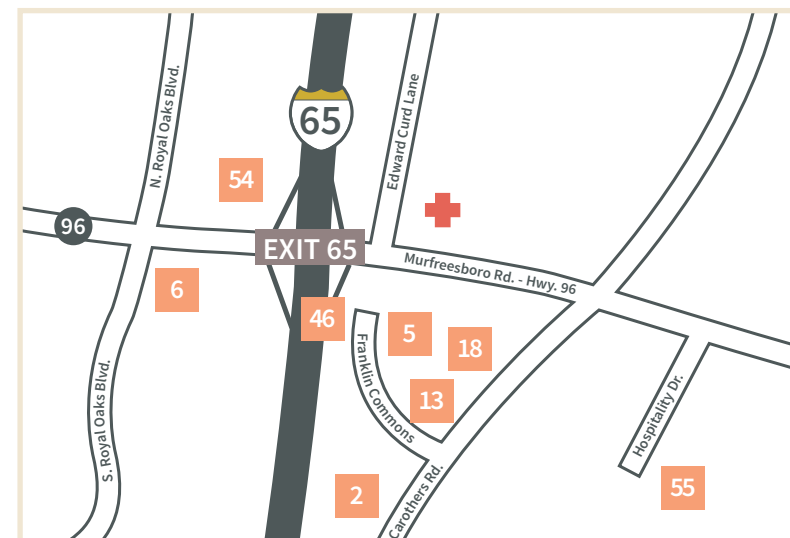 N. Royal Oaks Blvd.
65
Edward Curd Lane
54
96
EXIT 65
Murfreesboro Rd. - Hwy. 96
6
46
5
18
Franklin Commons
13
S. Royal Oaks Blvd.
Hospitality Dr.
2
Carothers Rd.
55